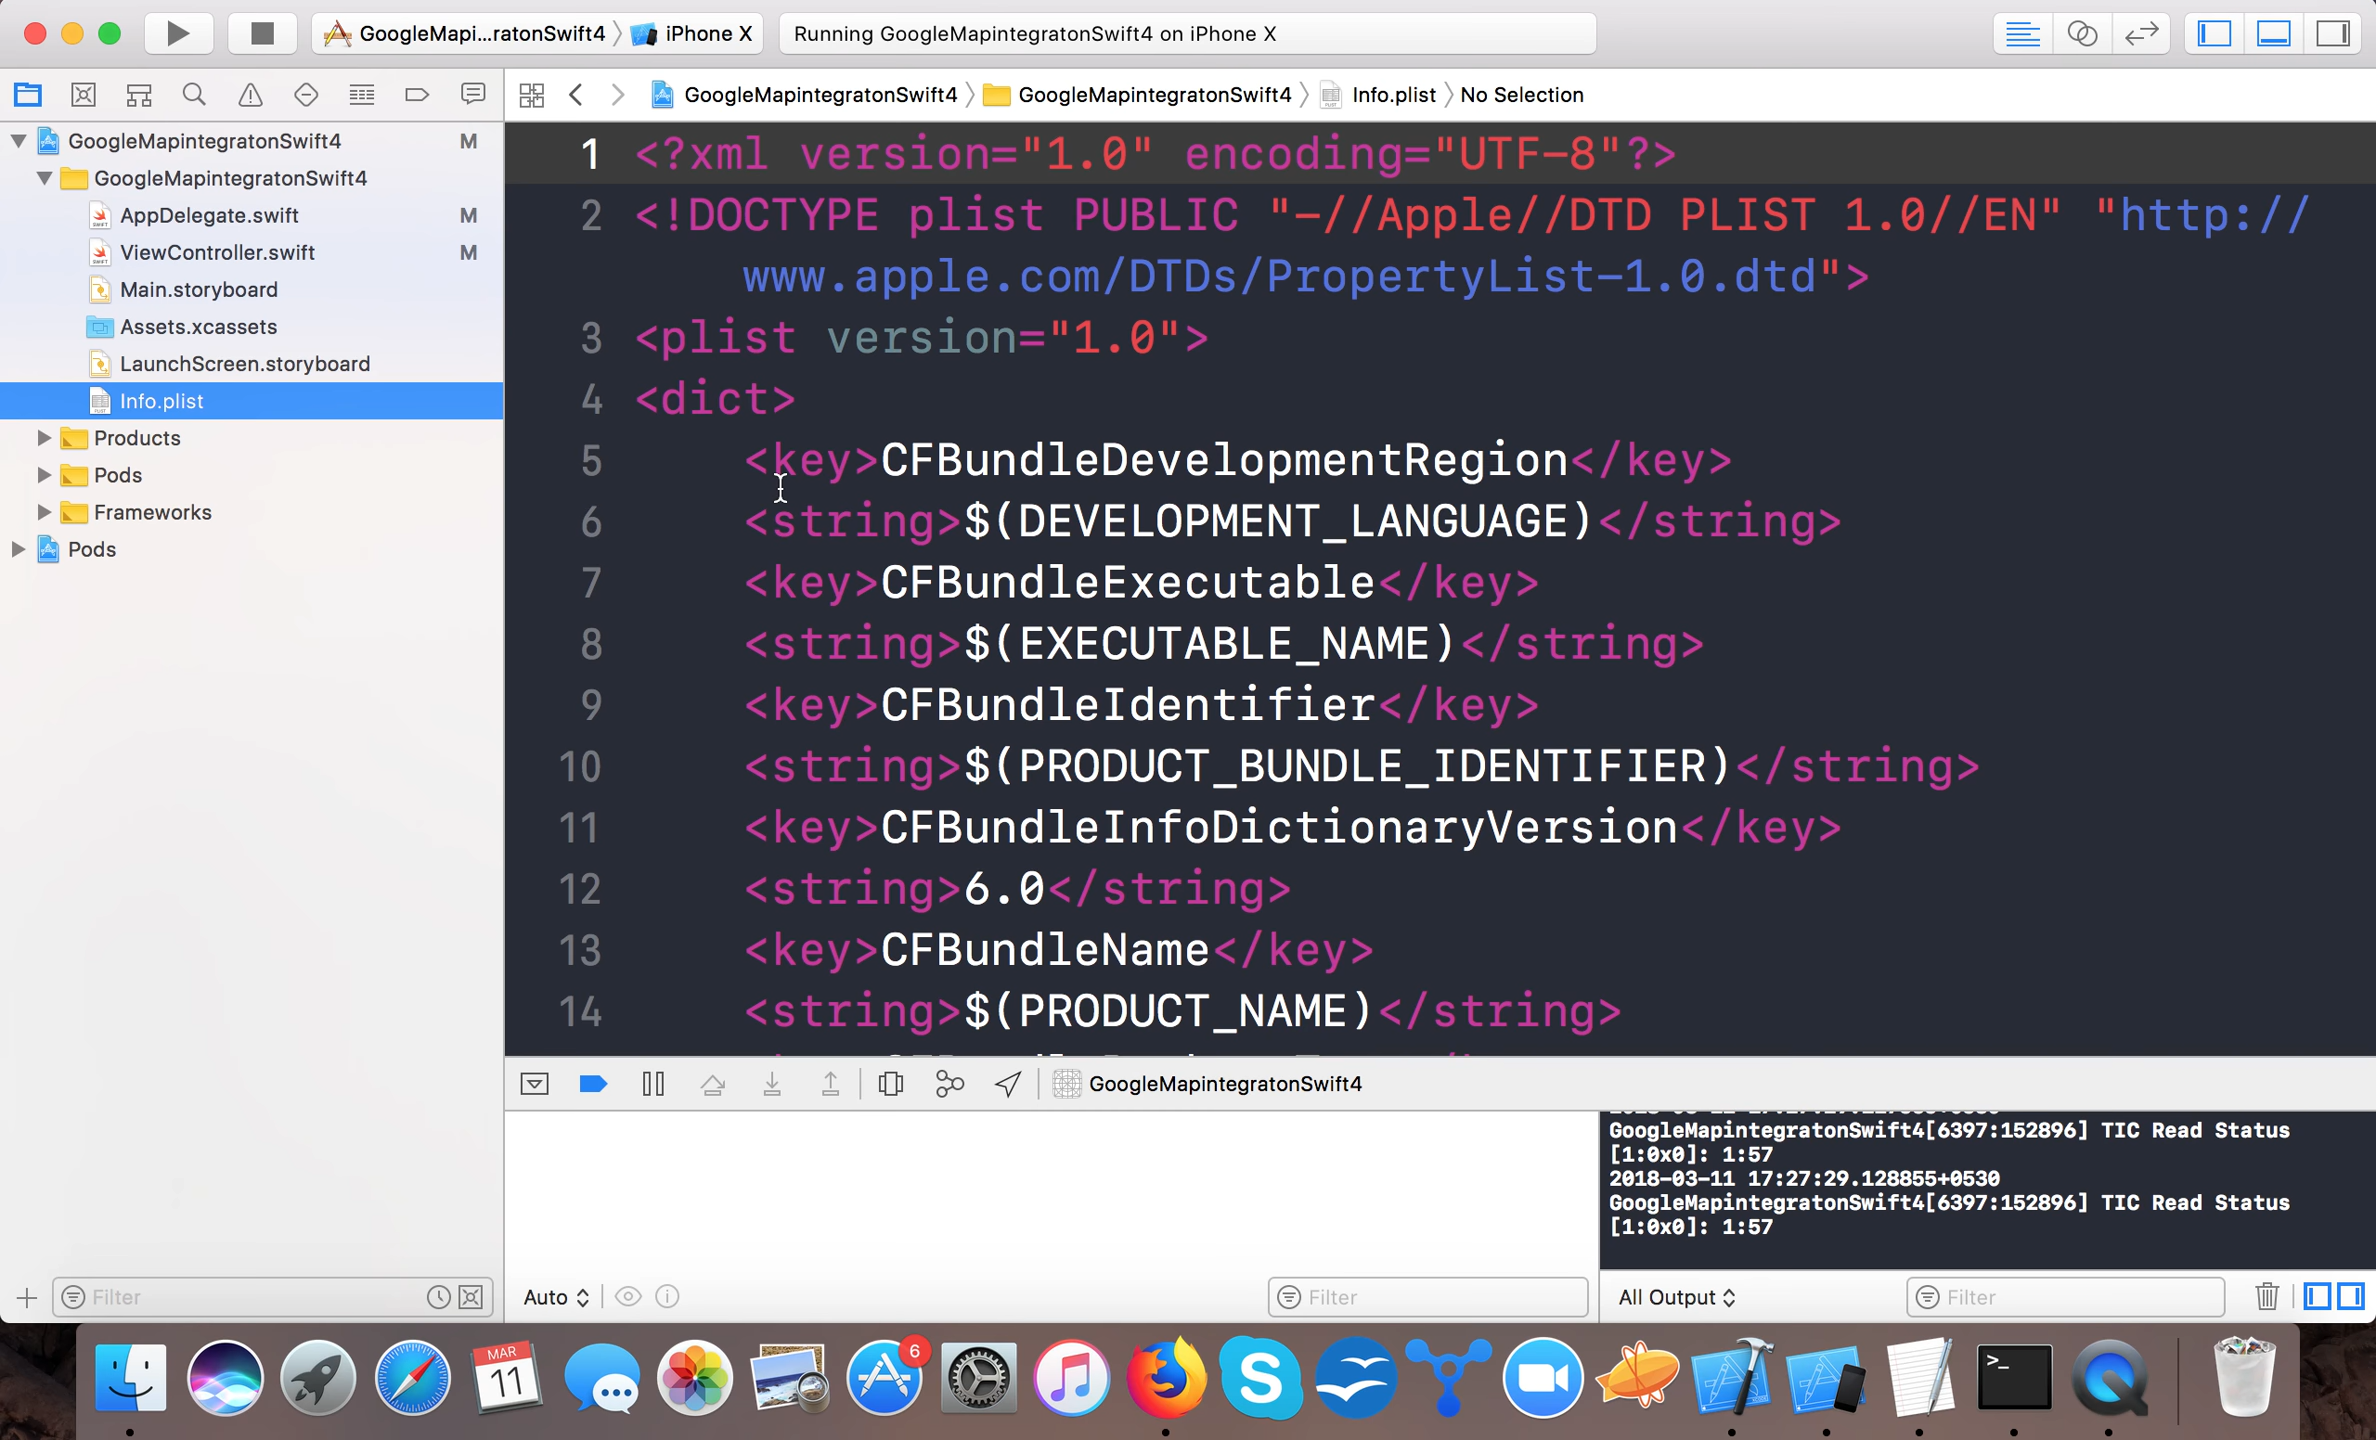 GoogleMapi...ratonSwift4 iPhone X
Running GoogleMapintegratonSwift4 on iPhone X
GoogleMapintegratonSwift4 GoogleMapintegratonSwift4 Info.plist No Selection
GoogleMapintegratonSwift4 M
GoogleMapintegratonSwift4
AppDelegate.swift M
ViewController.swift M
Main.storyboard
Assets.xcassets
LaunchScreen.storyboard
Info.plist
Products
Pods
Frameworks
Pods
Filter
1 <?xml version="1.0" encoding="UTF-8"?>
2 <!DOCTYPE plist PUBLIC "-//Apple//DTD PLIST 1.0//EN" "http://
www.apple.com/DTDs/PropertyList-1.0.dtd">
3 <plist version="1.0">
4 <dict>
5 <key>CFBundleDevelopmentRegion</key>
6 <string>$(DEVELOPMENT_LANGUAGE)</string>
7 <key>CFBundleExecutable</key>
8 <string>$(EXECUTABLE_NAME)</string>
9 <key>CFBundleIdentifier</key>
10 <string>$(PRODUCT_BUNDLE_IDENTIFIER)</string>
11 <key>CFBundleInfoDictionaryVersion</key>
12 <string>6.0</string>
13 <key>CFBundleName</key>
14 <string>$(PRODUCT_NAME)</string>
GoogleMapintegratonSwift4
GoogleMapintegratonSwift4[6397:152896] TIC Read Status
[1:0x0]: 1:57
2018-03-11 17:27:29.128855+0530
GoogleMapintegratonSwift4[6397:152896] TIC Read Status
[1:0x0]: 1:57
Auto
Filter
All Output
Filter
MAR
11
6
S
>_